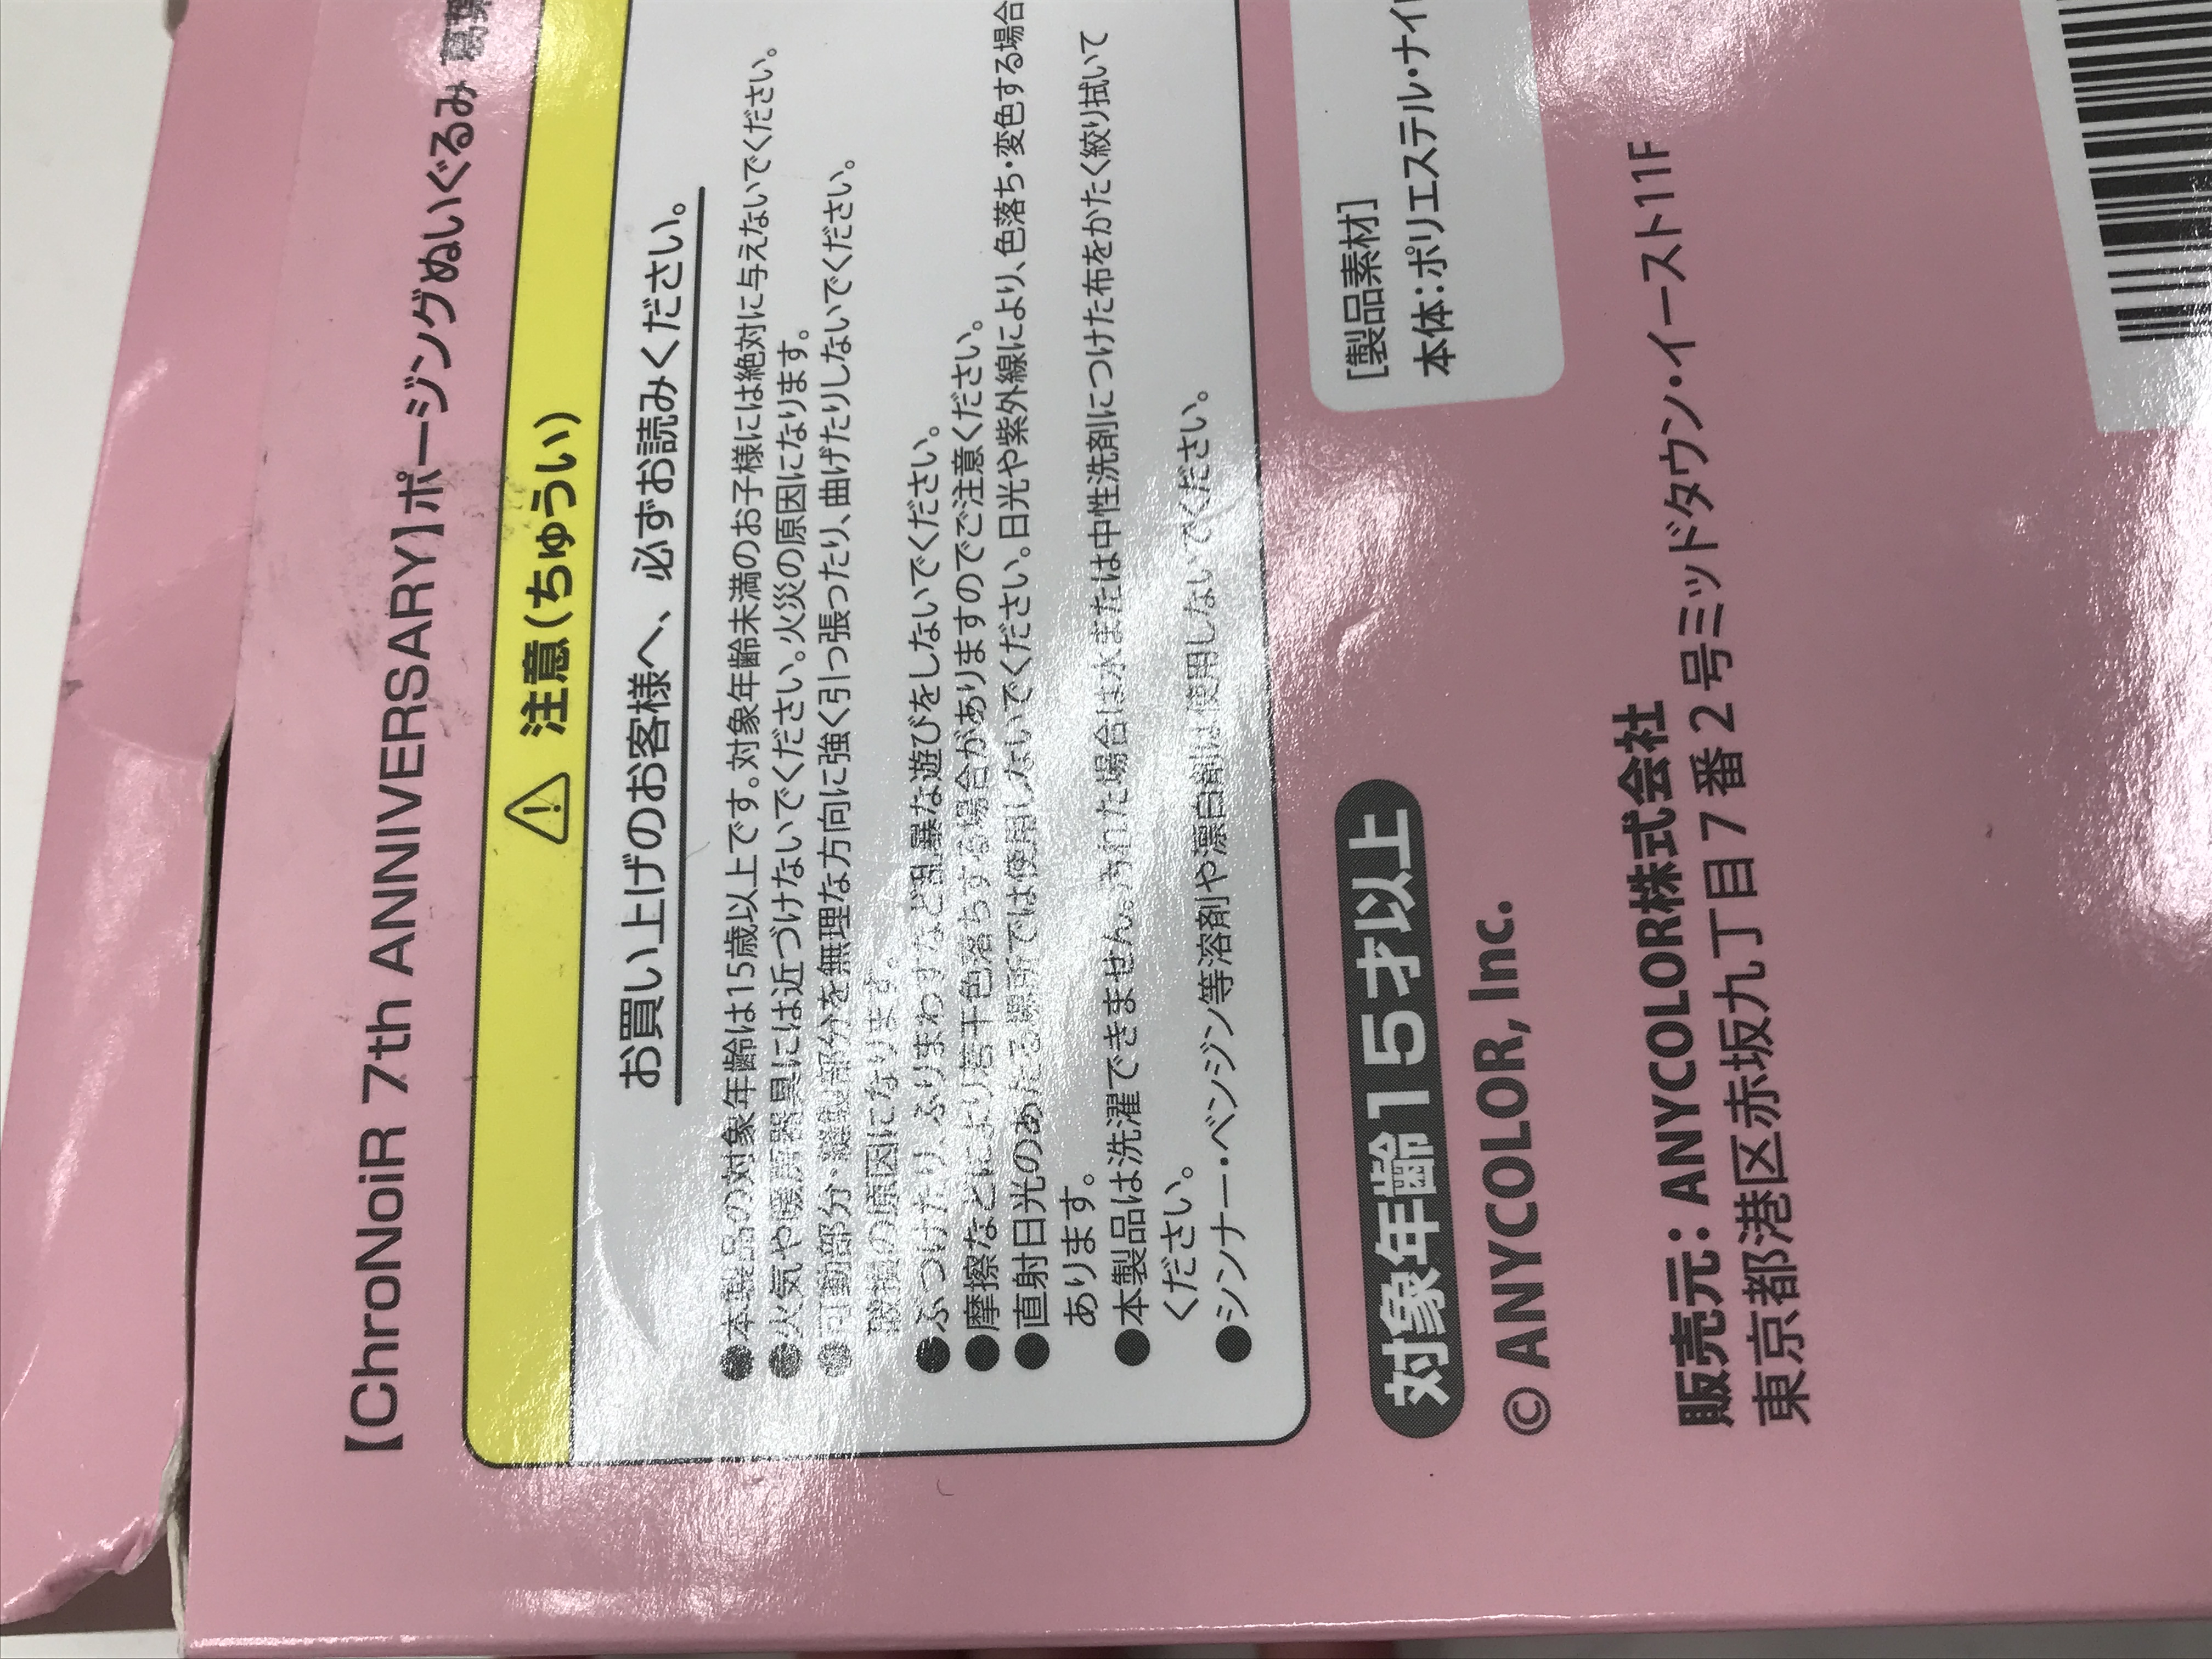 【ChroNoiR 7th ANNIVERSARY】ポージングぬいぐるみ 葛葉
注意(ちゅうい)
お買い上げのお客様へ、必ずお読みください。
●本製品の対象年齢は15歳以上です。対象年齢未満のお子様には絶対に与えないでください。
●火気や暖房器具には近づけないでください。火災の原因になります。
●可動部分・縫製部分を無理な方向に強く引っ張ったり、曲げたりしないでください。
破損の原因になります。
●ぶつけたり、ふりまわすなど乱暴な遊びをしないでください。
●摩擦などにより若干色落ちする場合がありますのでご注意ください。
●直射日光のあたる場所では使用しないでください。日光や紫外線により、色落ち・変色する場合
あります。
●本製品は洗濯できません。汚れた場合は水または中性洗剤につけた布をかたく絞り拭いて
ください。
●シンナー・ベンジン等溶剤や漂白剤は使用しないでください。
[製品素材]
本体:ポリエステル・ナイ
対象年齢15才以上
© ANYCOLOR, Inc.
販売元: ANYCOLOR株式会社
東京都港区赤坂九丁目7番2号ミッドタウン・イースト11F